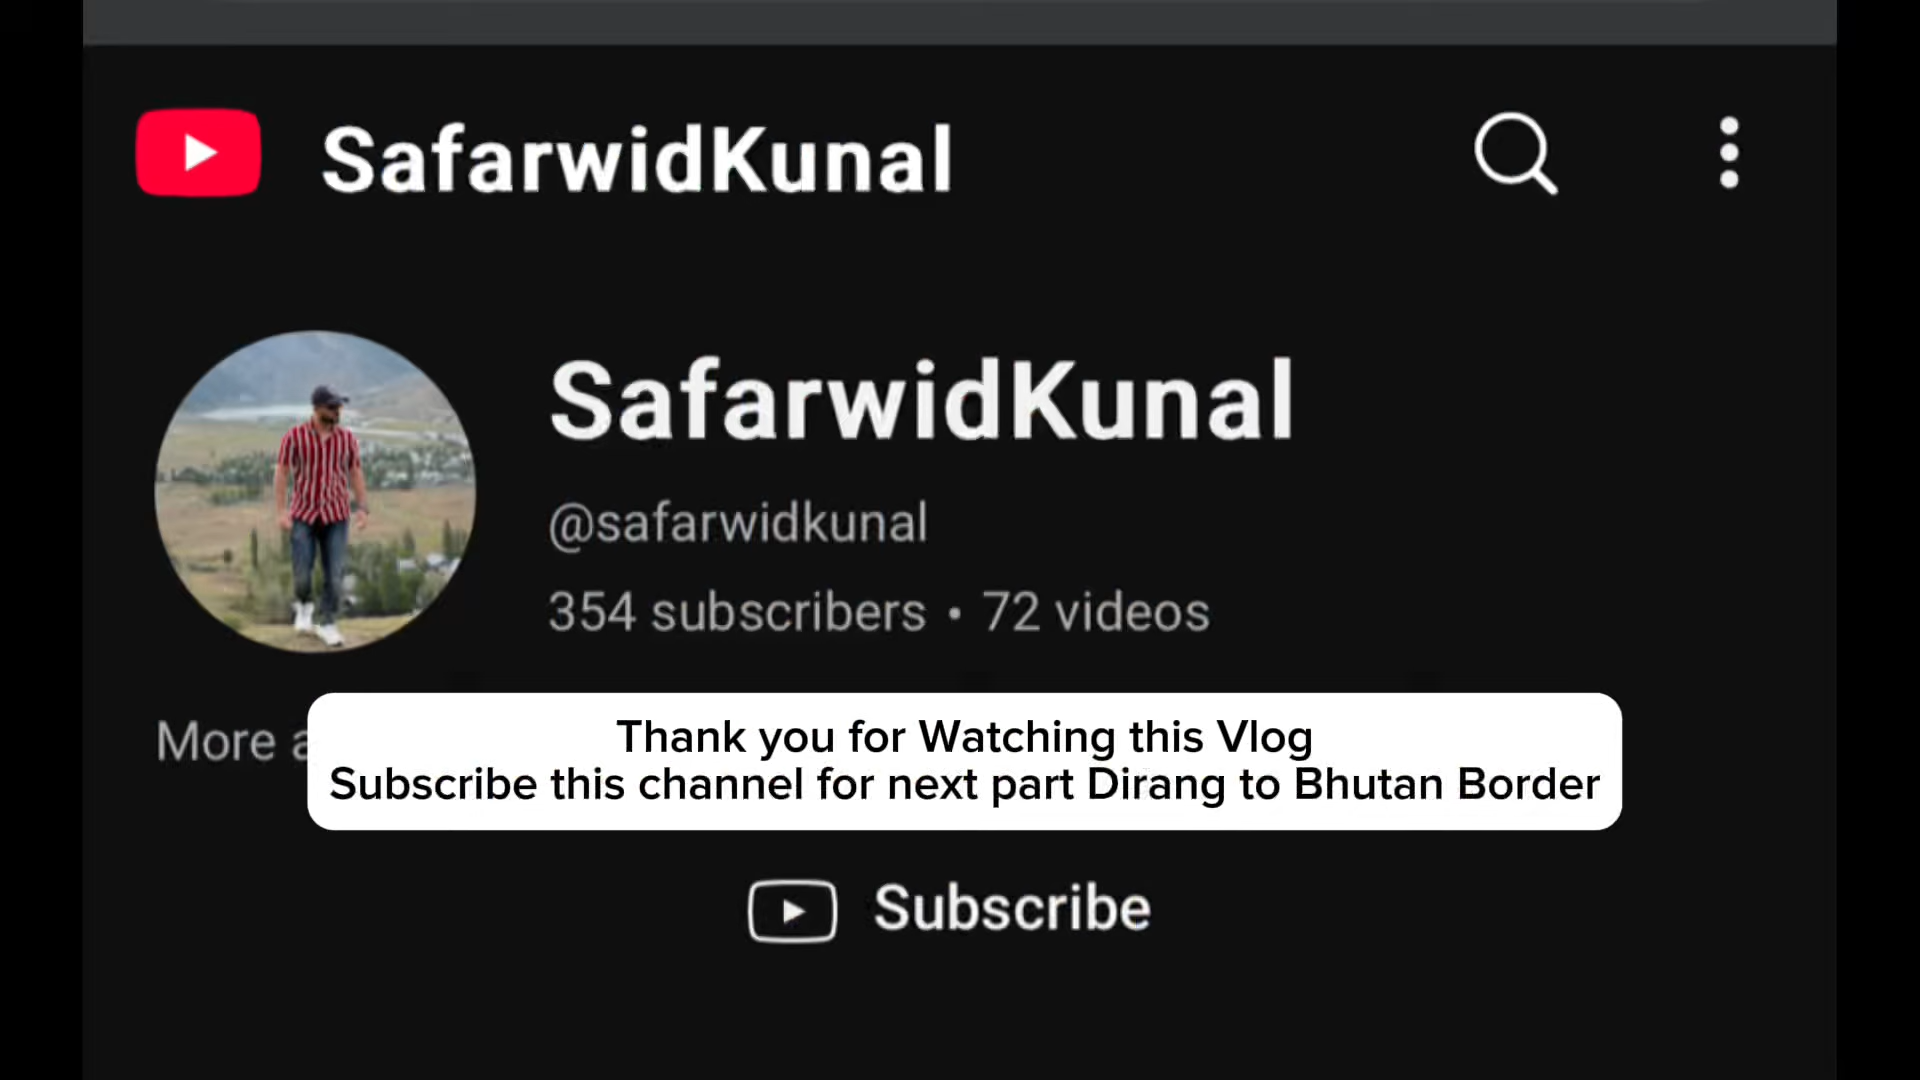 SafarwidKunal
SafarwidKunal
@safarwidkunal
354 subscribers • 72 videos
More
Thank you for Watching this Vlog
Subscribe this channel for next part Dirang to Bhutan Border
Subscribe